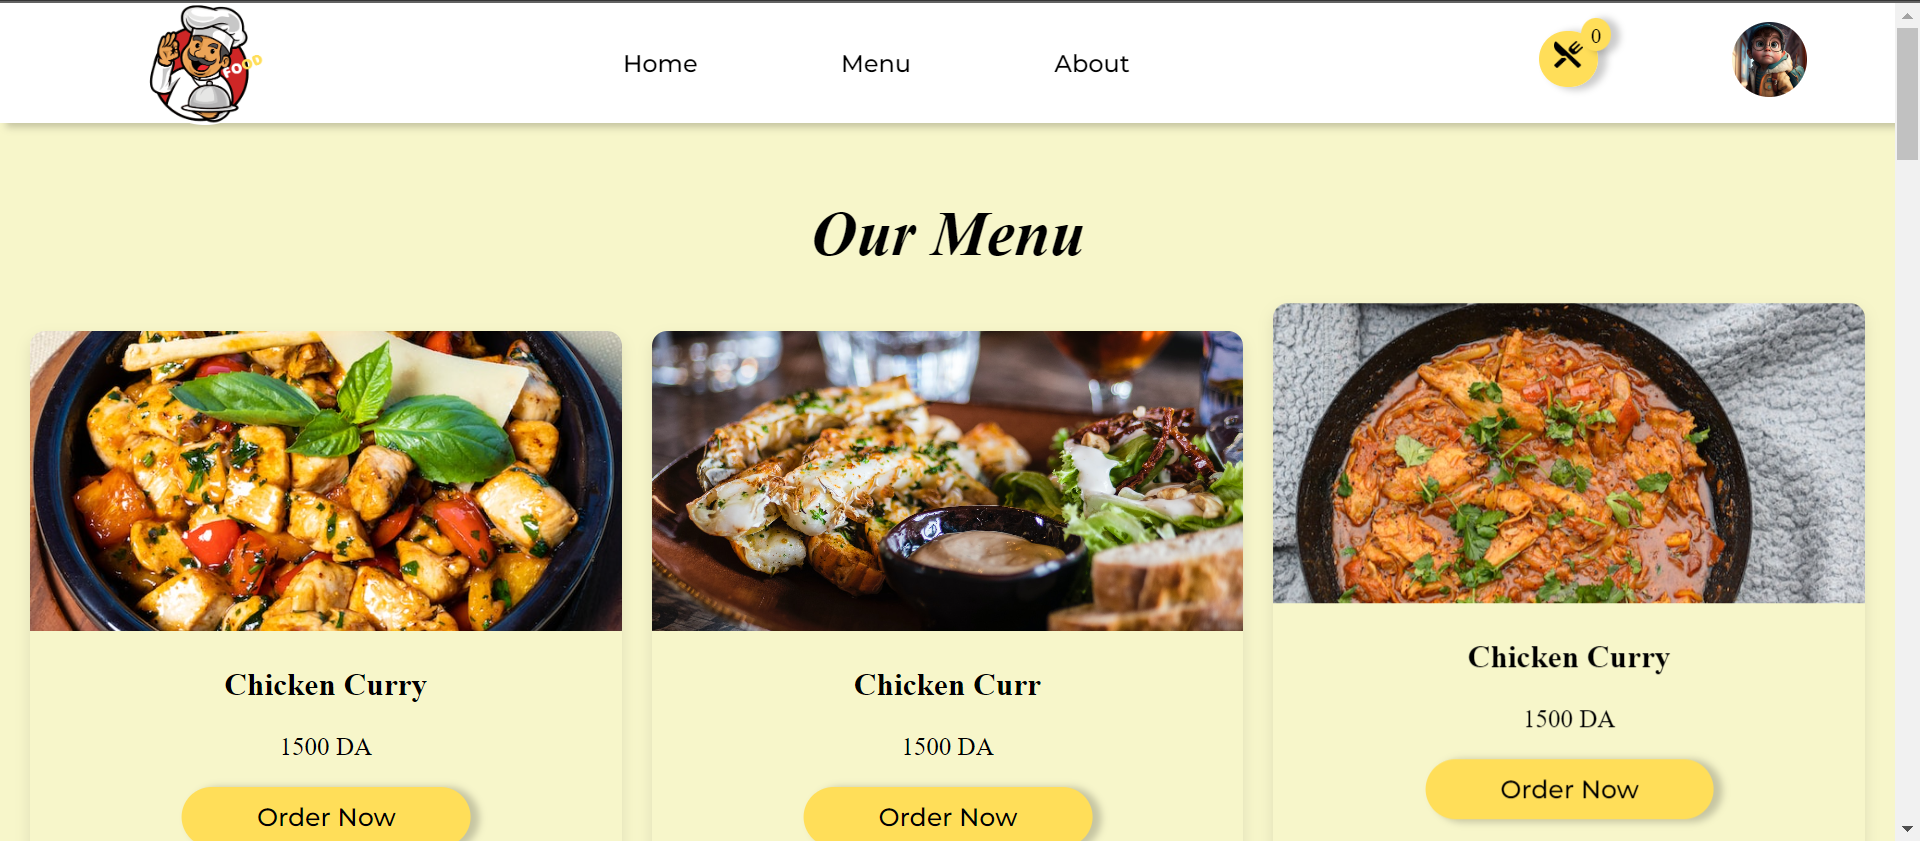 FOOD
Home
Menu
About
0
Our Menu
Chicken Curry
1500 DA
Order Now
Chicken Curr
1500 DA
Order Now
Chicken Curry
1500 DA
Order Now